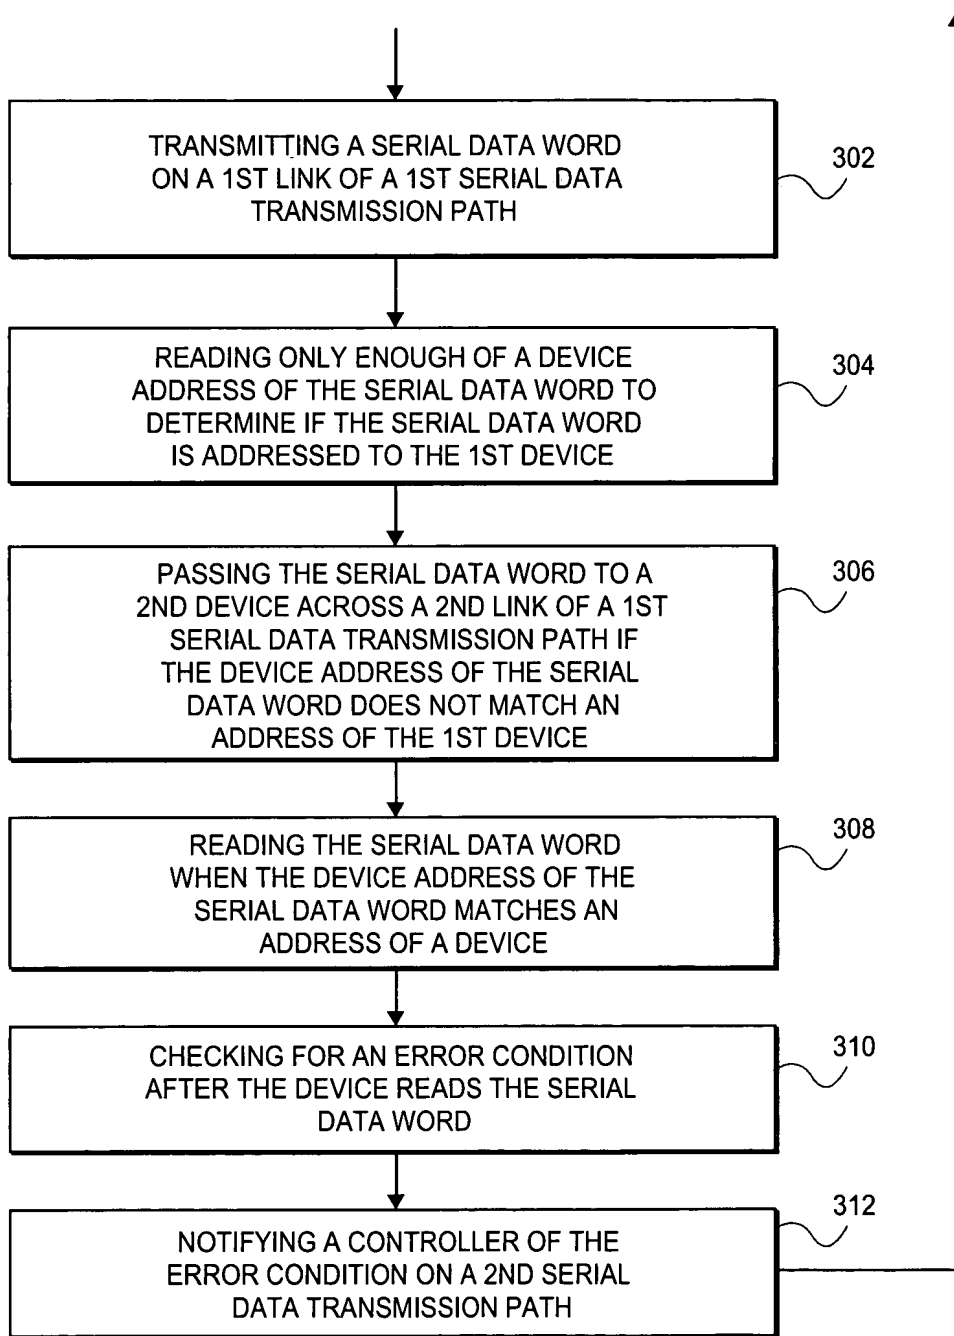 TRANSMITTING A SERIAL DATA WORD
ON A 1ST LINK OF A 1ST SERIAL DATA
TRANSMISSION PATH
302
READING ONLY ENOUGH OF A DEVICE
ADDRESS OF THE SERIAL DATA WORD TO
DETERMINE IF THE SERIAL DATA WORD
IS ADDRESSED TO THE 1ST DEVICE
304
PASSING THE SERIAL DATA WORD TO A
2ND DEVICE ACROSS A 2ND LINK OF A 1ST
SERIAL DATA TRANSMISSION PATH IF
THE DEVICE ADDRESS OF THE SERIAL
DATA WORD DOES NOT MATCH AN
ADDRESS OF THE 1ST DEVICE
306
READING THE SERIAL DATA WORD
WHEN THE DEVICE ADDRESS OF THE
SERIAL DATA WORD MATCHES AN
ADDRESS OF A DEVICE
308
CHECKING FOR AN ERROR CONDITION
AFTER THE DEVICE READS THE SERIAL
DATA WORD
310
NOTIFYING A CONTROLLER OF THE
ERROR CONDITION ON A 2ND SERIAL
DATA TRANSMISSION PATH
312